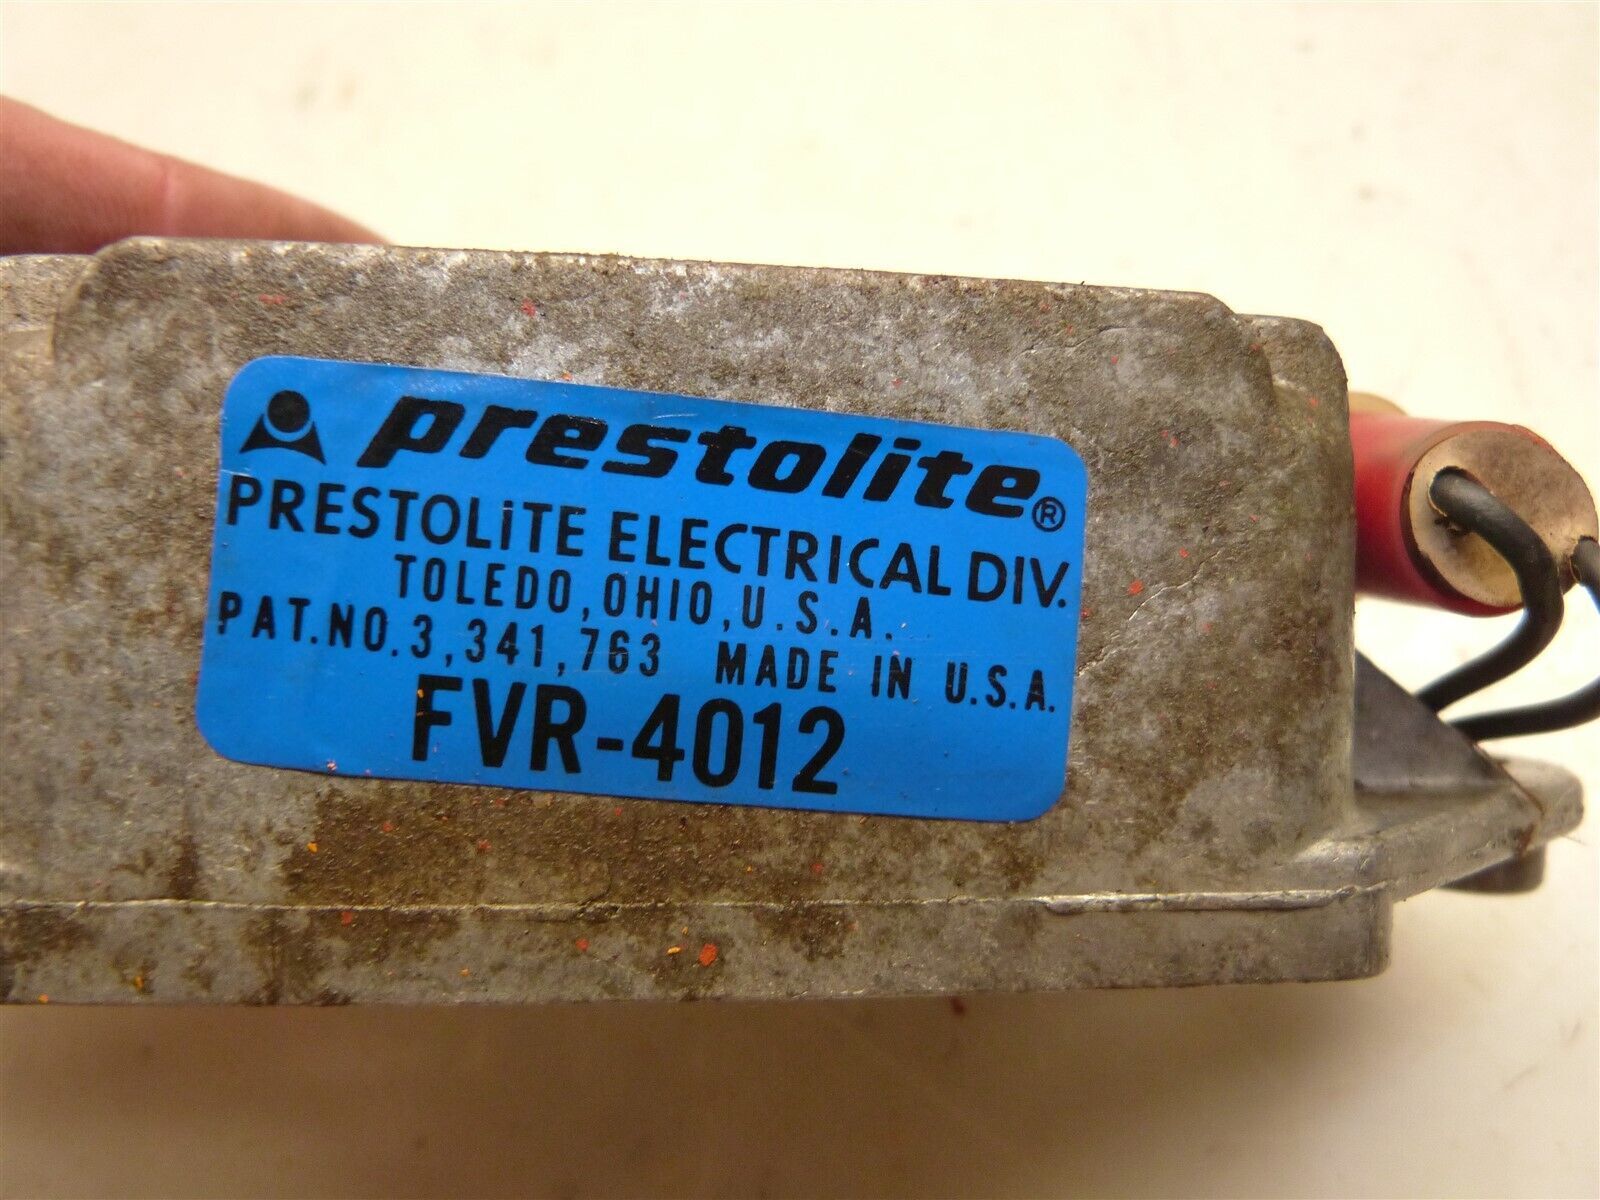 prestolite®
PRESTOLiTE ELECTRICAL DIV.
TOLEDO, OHIO, U.S.A.
PAT. NO. 3,341,763 MADE IN U.S.A.
FVR-4012